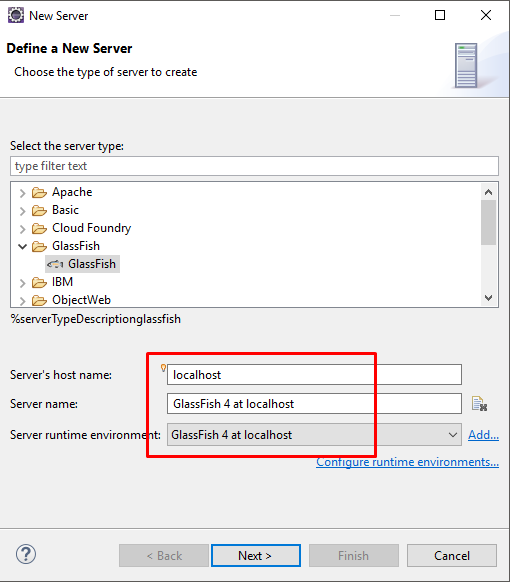 New Server
Define a New Server
Choose the type of server to create
Select the server type:
type filter text
Apache
Basic
Cloud Foundry
GlassFish
GlassFish
IBM
ObjectWeb
%serverTypeDescriptionglassfish
Server's host name: localhost
Server name: GlassFish 4 at localhost
Server runtime environment: GlassFish 4 at localhost Add...
Configure runtime environments...
? < Back Next > Finish Cancel